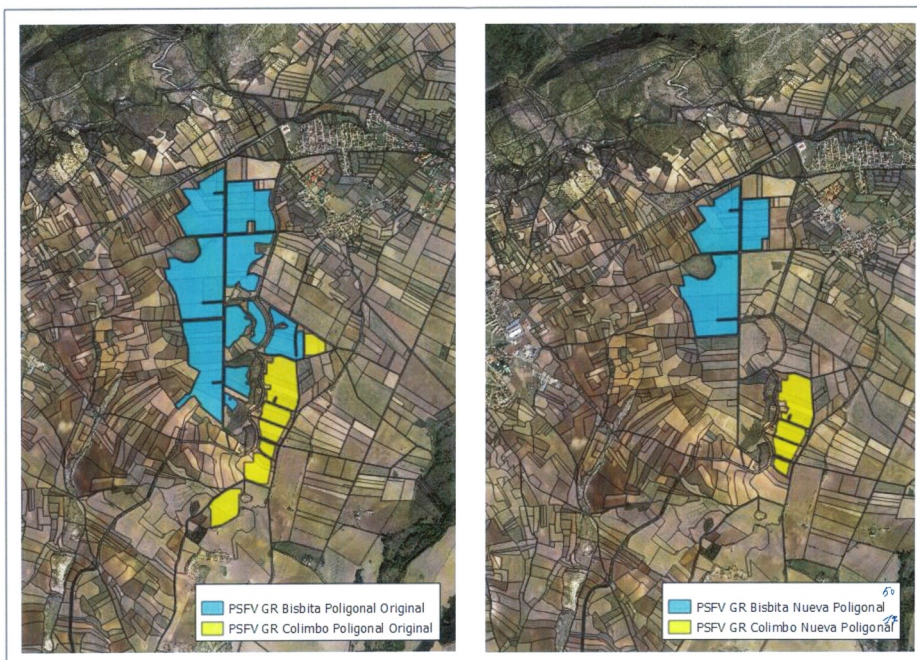 PSFV GR Bisbita Poligonal Original
PSFV GR Colimbo Poligonal Original
50
PSFV GR Bisbita Nueva Poligonal
PSFV GR Colimbo Nueva Poligonal